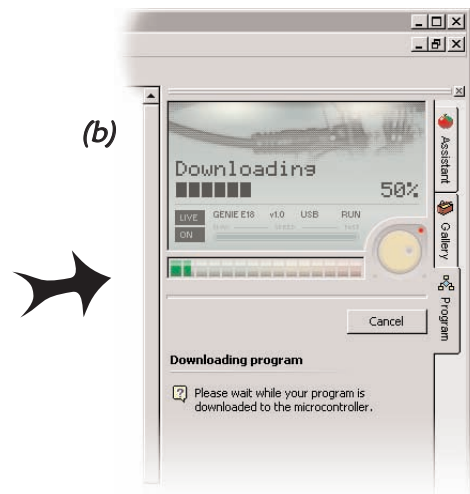 (b)
Downloading
50%
LIVE GENIE E18 v1.0 USB RUN
ON
Assistant
Gallery
Program
Cancel
Downloading program
Please wait while your program is
downloaded to the microcontroller.